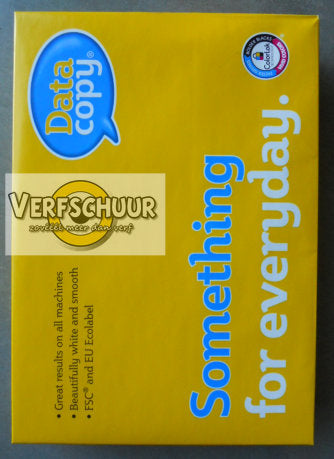 Data
copy®
ColorLok
VERFSCHUUR
zoveel meer dan verf
Something
for everyday.
• Great results on all machines
• Beautifully white and smooth
• FSC® and EU Ecolabel